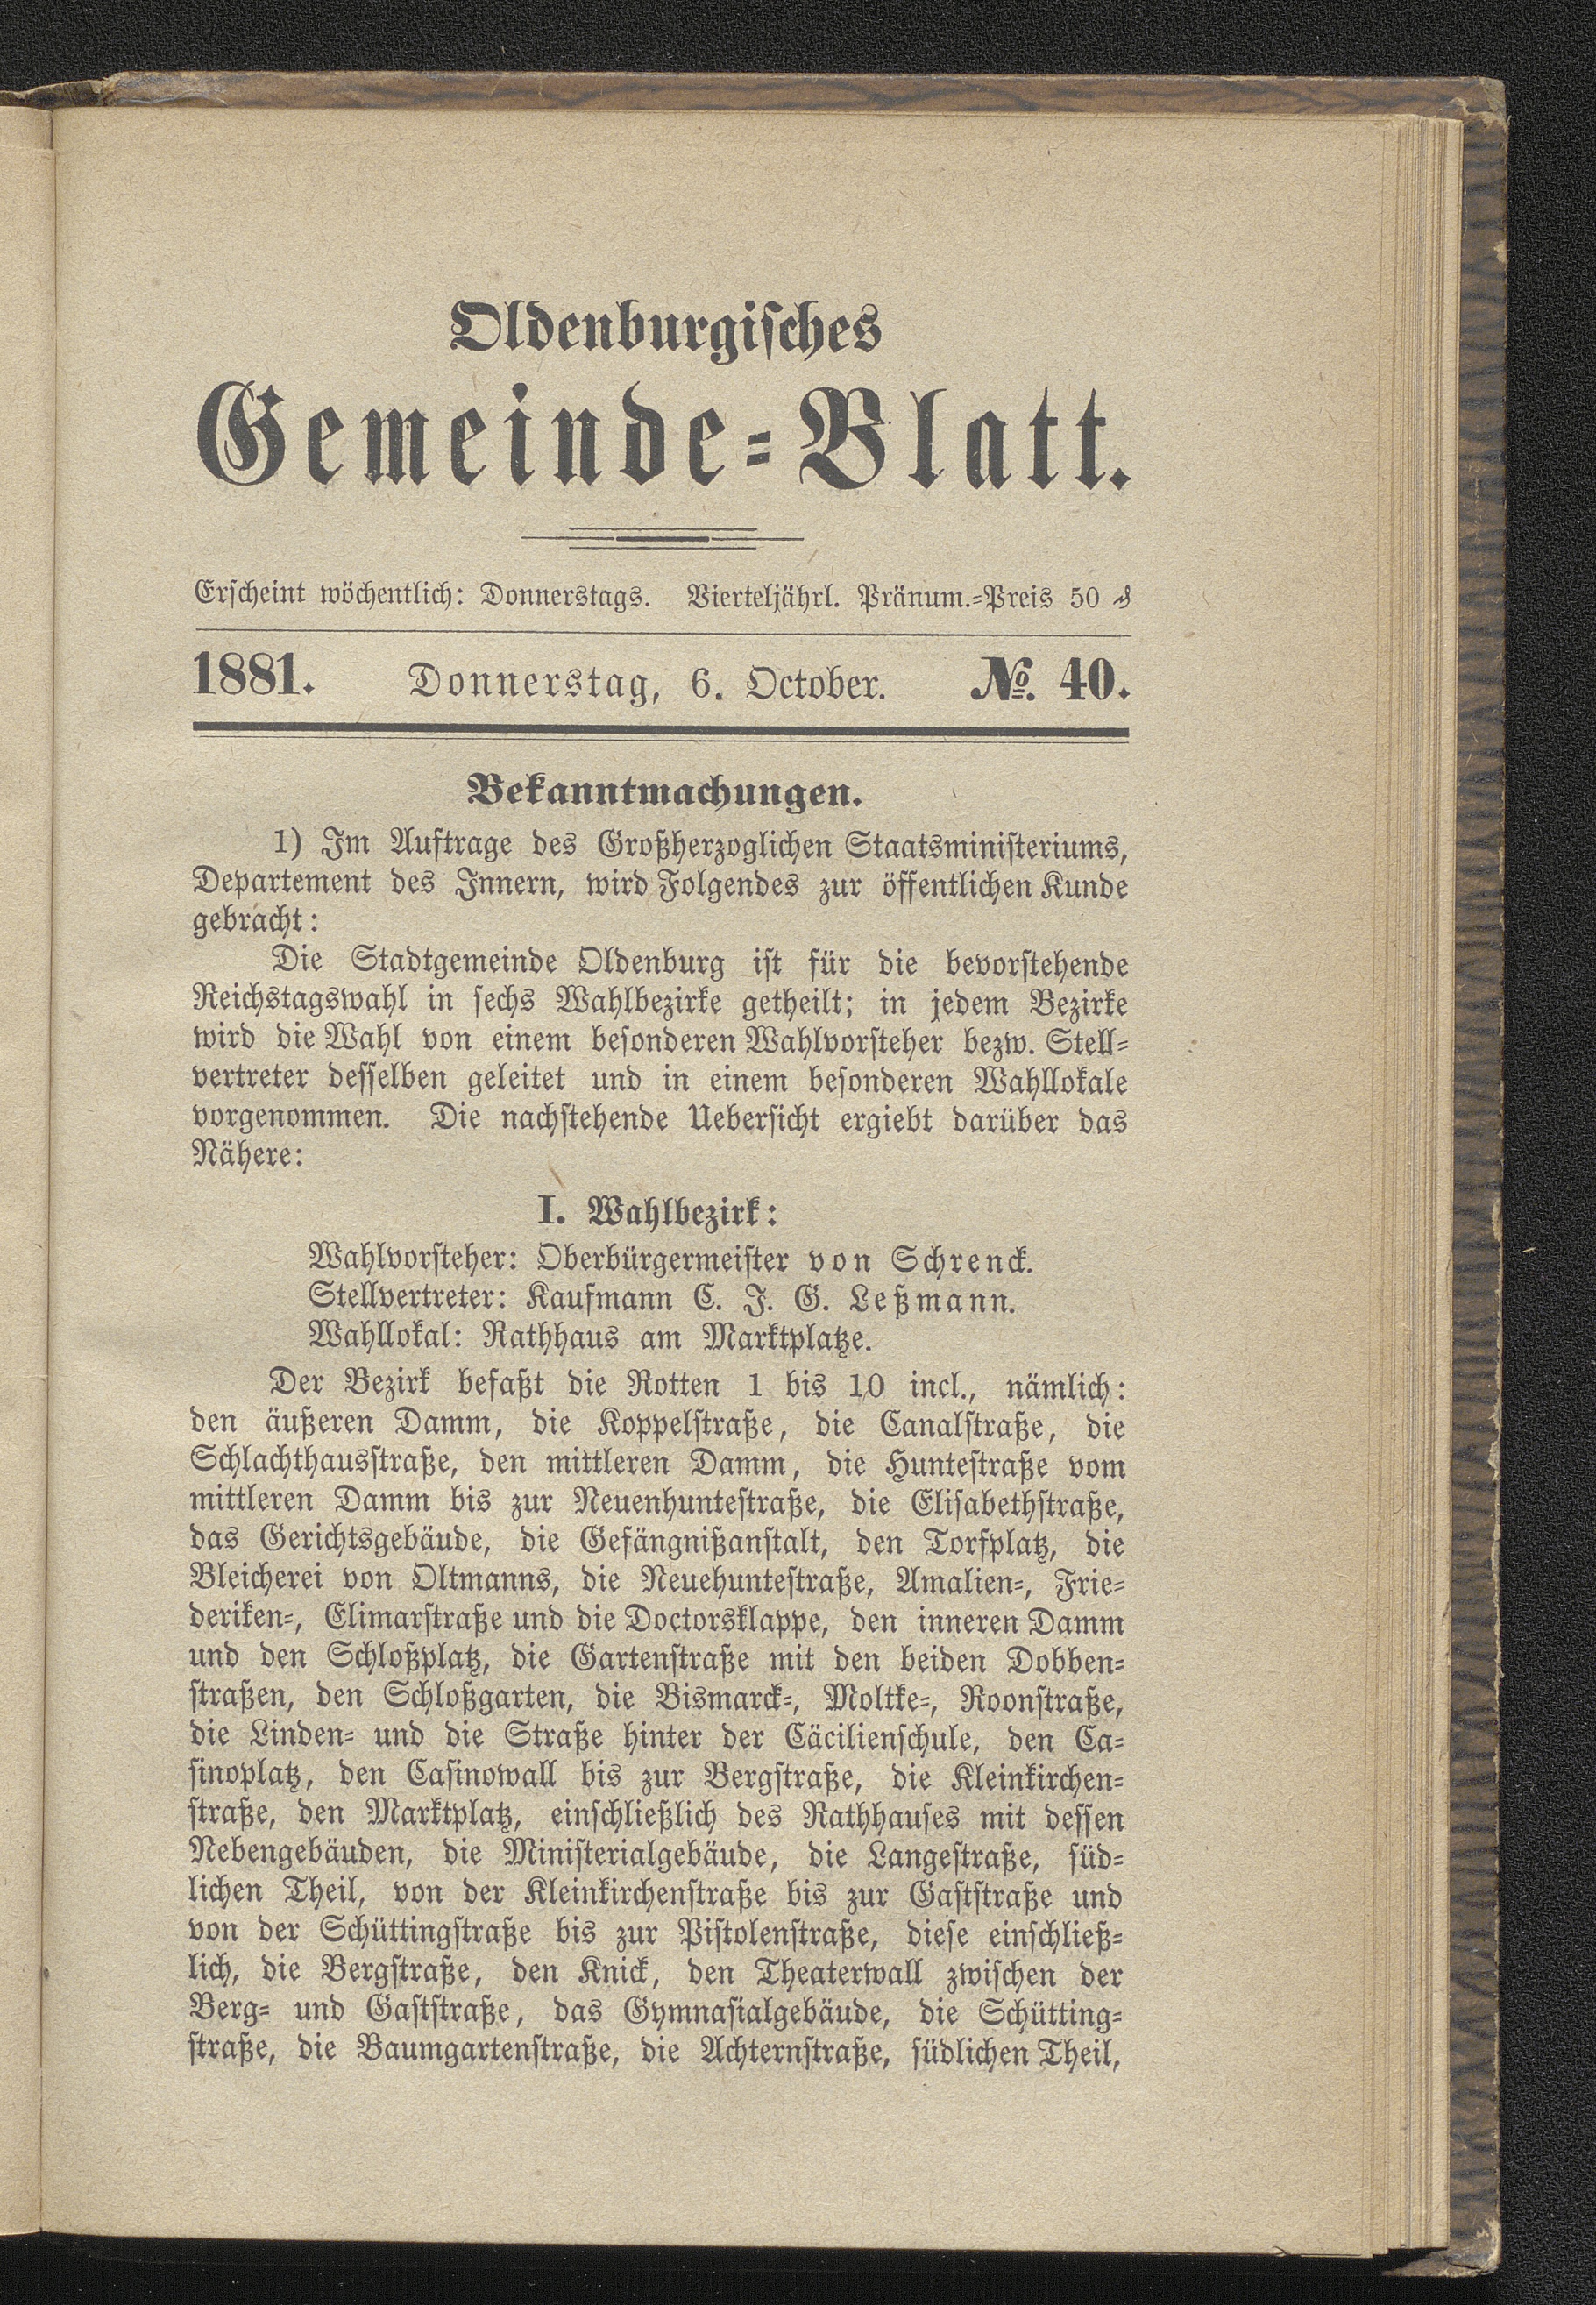 Oldenburgisches
Gemeinde-Blatt.
Erscheint wöchentlich: Donnerstags. Vierteljährl. Pränum.-Preis 50 ₰
1881. Donnerstag, 6. October. №. 40.
Bekanntmachungen.
1) Im Auftrage des Großherzoglichen Staatsministeriums,
Departement des Innern, wird Folgendes zur öffentlichen Kunde
gebracht:
Die Stadtgemeinde Oldenburg ist für die bevorstehende
Reichstagswahl in sechs Wahlbezirke getheilt; in jedem Bezirke
wird die Wahl von einem besonderen Wahlvorsteher bezw. Stell-
vertreter desselben geleitet und in einem besonderen Wahllokale
vorgenommen. Die nachstehende Uebersicht ergiebt darüber das
Nähere:
I. Wahlbezirk:
Wahlvorsteher: Oberbürgermeister von Schrenck.
Stellvertreter: Kaufmann C. J. G. Leßmann.
Wahllokal: Rathhaus am Marktplatze.
Der Bezirk befaßt die Rotten 1 bis 10 incl., nämlich:
den äußeren Damm, die Koppelstraße, die Canalstraße, die
Schlachthausstraße, den mittleren Damm, die Huntestraße vom
mittleren Damm bis zur Neuenhuntestraße, die Elisabethstraße,
das Gerichtsgebäude, die Gefängnißanstalt, den Torfplatz, die
Bleicherei von Oltmanns, die Neuehuntestraße, Amalien-, Frie-
deriken-, Elimarstraße und die Doctorsklappe, den inneren Damm
und den Schloßplatz, die Gartenstraße mit den beiden Dobben-
straßen, den Schloßgarten, die Bismarck-, Moltke-, Roonstraße,
die Linden- und die Straße hinter der Cäcilienschule, den Ca-
sinoplatz, den Casinowall bis zur Bergstraße, die Kleinkirchen-
straße, den Marktplatz, einschließlich des Rathhauses mit dessen
Nebengebäuden, die Ministerialgebäude, die Langestraße, süd-
lichen Theil, von der Kleinkirchenstraße bis zur Gaststraße und
von der Schüttingstraße bis zur Pistolenstraße, diese einschließ-
lich, die Bergstraße, den Knick, den Theaterwall zwischen der
Berg- und Gaststraße, das Gymnasialgebäude, die Schütting-
straße, die Baumgartenstraße, die Achternstraße, südlichen Theil,